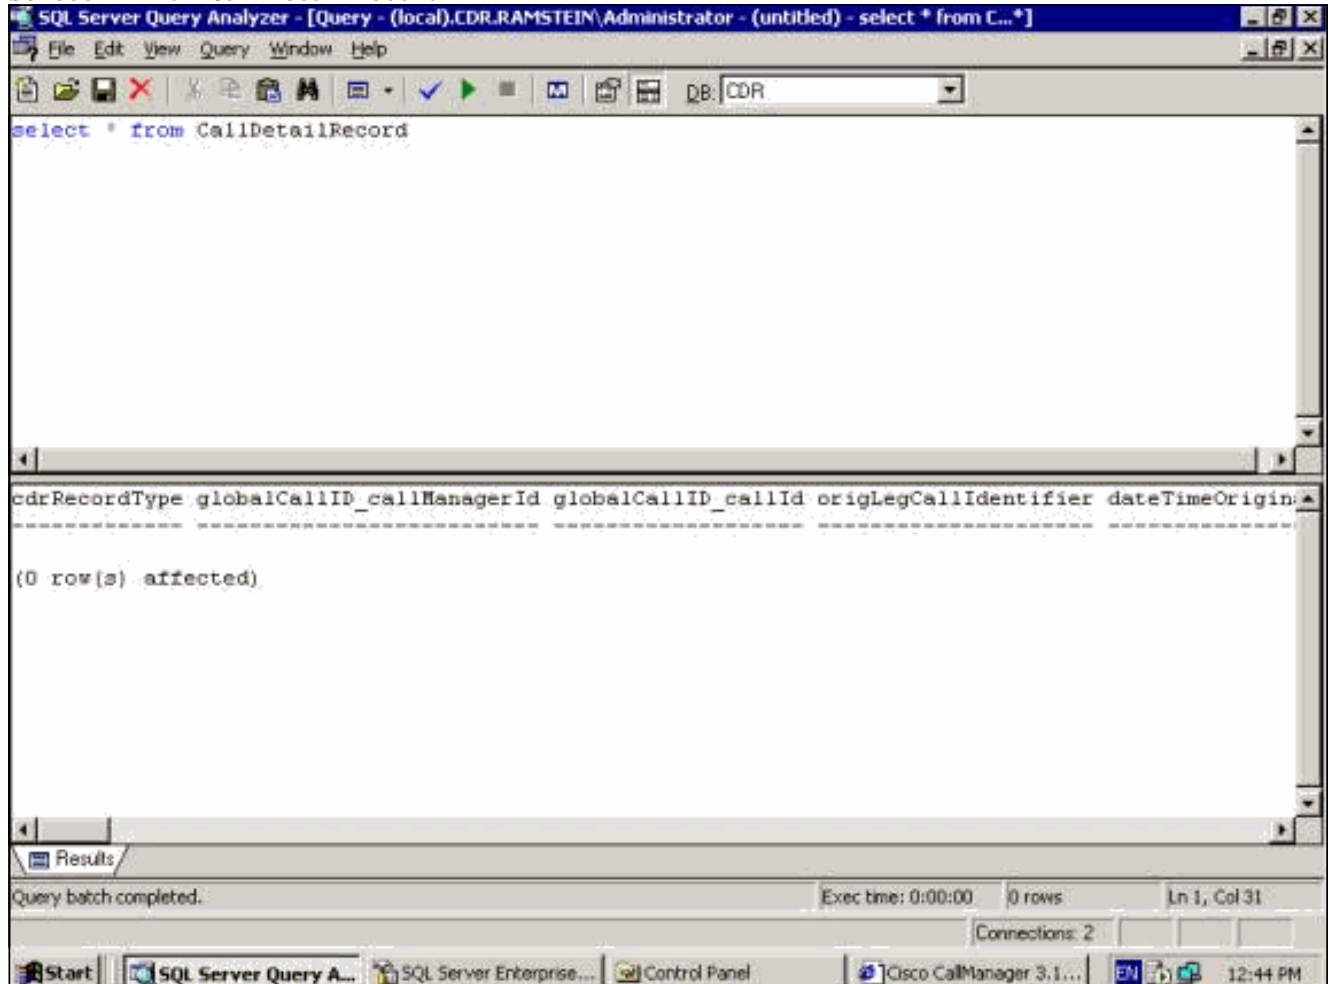 SQL Server Query Analyzer - [Query - (local).CDR.RAMSTEIN\Administrator - (untitled) - select * from C...*]
File Edit View Query Window Help
DB: CDR
select * from CallDetailRecord
cdrRecordType globalCallID_callManagerId globalCallID_callId origLegCallIdentifier dateTimeOrigina
------------- -------------------------- ------------------- --------------------- --------------
(0 row(s) affected)
Results
Query batch completed. Exec time: 0:00:00 0 rows Ln 1, Col 31
Connections: 2
Start SQL Server Query A... SQL Server Enterprise... Control Panel Cisco CallManager 3.1... EN 12:44 PM